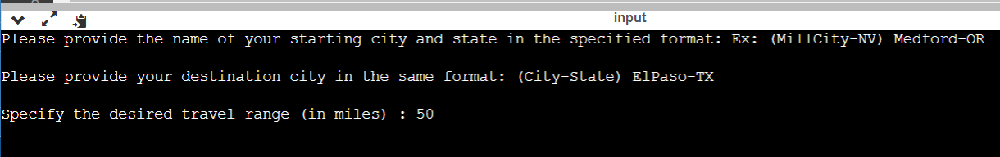 input
Please provide the name of your starting city and state in the specified format: Ex: (MillCity-NV) Medford-OR
Please provide your destination city in the same format: (City-State) ElPaso-TX
Specify the desired travel range (in miles) : 50